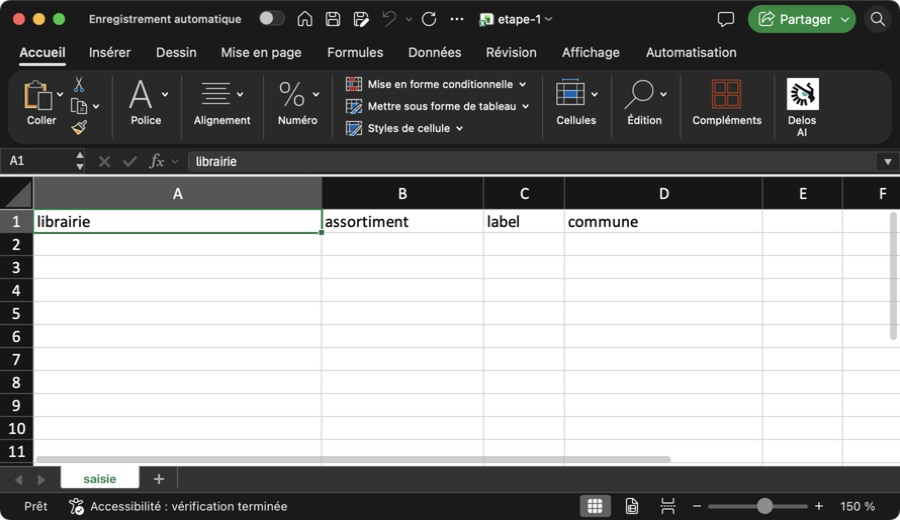 Enregistrement automatique
etape-1
Partager
Accueil Insérer Dessin Mise en page Formules Données Révision Affichage Automatisation
Coller
Police
Alignement
%
Numéro
Mise en forme conditionnelle
Mettre sous forme de tableau
Styles de cellule
Cellules
Édition
Compléments
Delos
AI
A1 fx librairie
A B C D E F
1 librairie assortiment label commune
2
3
4
5
6
7
8
9
10
11
saisie +
Prêt Accessibilité : vérification terminée − + 150 %